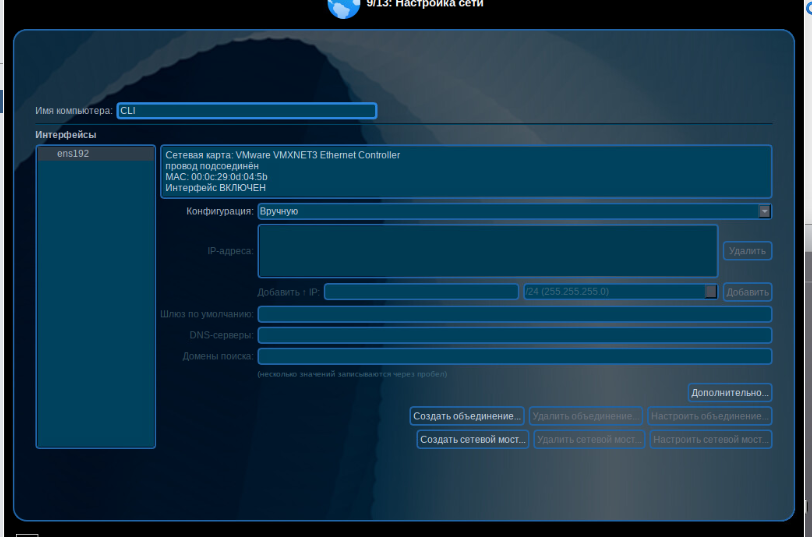 9/13: Настройка сети
Имя компьютера: CLI
Интерфейсы
ens192
Сетевая карта: VMware VMXNET3 Ethernet Controller
провод подсоединён
MAC: 00:0c:29:0d:04:5b
Интерфейс ВКЛЮЧЕН
Конфигурация: Вручную
IP-адреса: Удалить
Добавить ↑ IP: /24 (255.255.255.0) Добавить
Шлюз по умолчанию:
DNS-серверы:
Домены поиска:
(несколько значений записываются через пробел)
Дополнительно...
Создать объединение... Удалить объединение... Настроить объединение...
Создать сетевой мост... Удалить сетевой мост... Настроить сетевой мост...